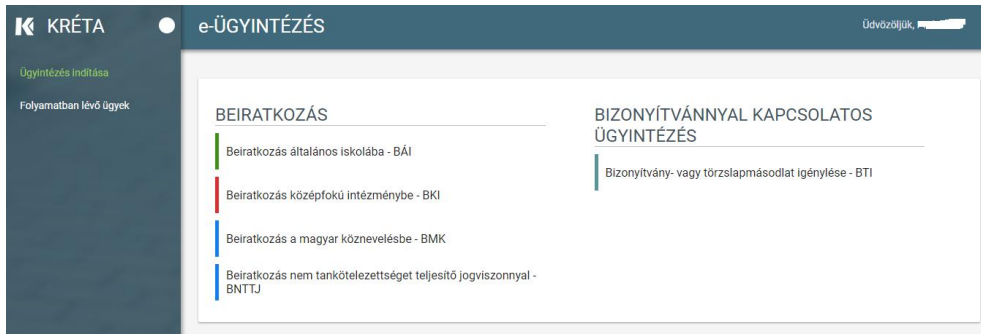 KRÉTA
e-ÜGYINTÉZÉS
Üdvözöljük,
Ügyintézés indítása
Folyamatban lévő ügyek
BEIRATKOZÁS
Beiratkozás általános iskolába - BÁI
Beiratkozás középfokú intézménybe - BKI
Beiratkozás a magyar köznevelésbe - BMK
Beiratkozás nem tankötelezettséget teljesítő jogviszonnyal -
BNTTJ
BIZONYÍTVÁNNYAL KAPCSOLATOS
ÜGYINTÉZÉS
Bizonyítvány- vagy törzslapmásodlat igénylése - BTI